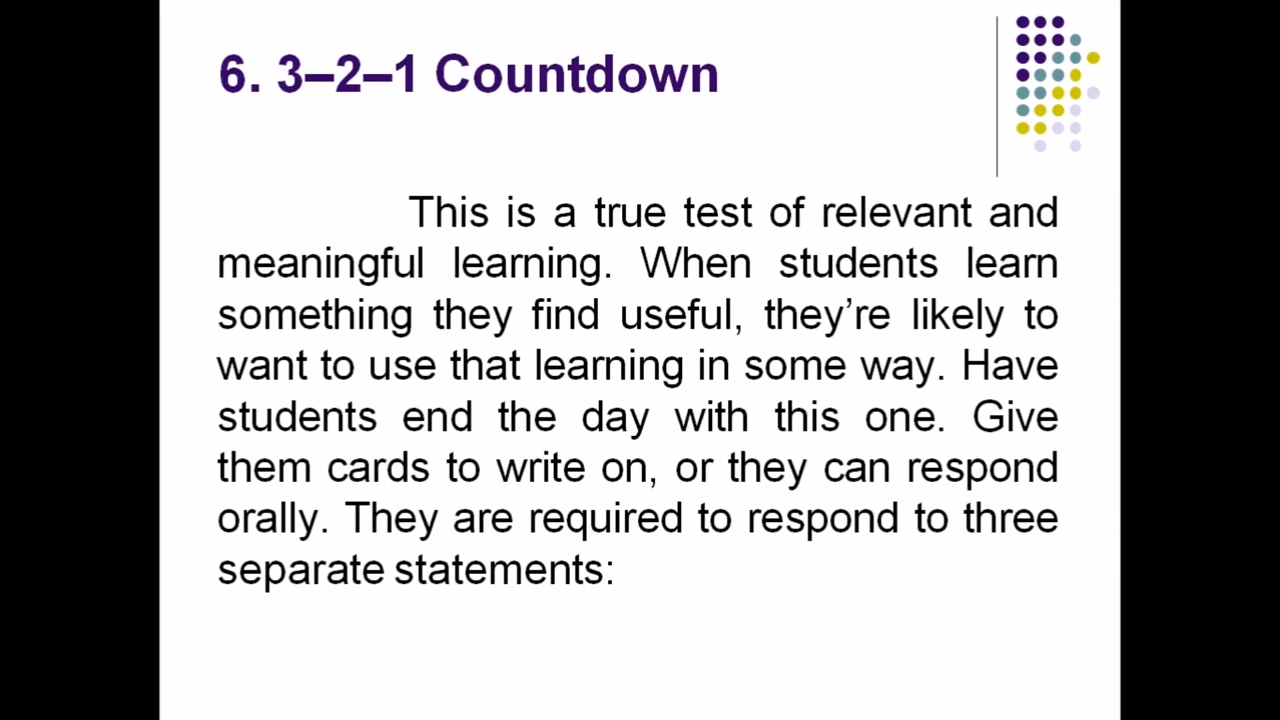 6. 3–2–1 Countdown
This is a true test of relevant and
meaningful learning. When students learn
something they find useful, they’re likely to
want to use that learning in some way. Have
students end the day with this one. Give
them cards to write on, or they can respond
orally. They are required to respond to three
separate statements: